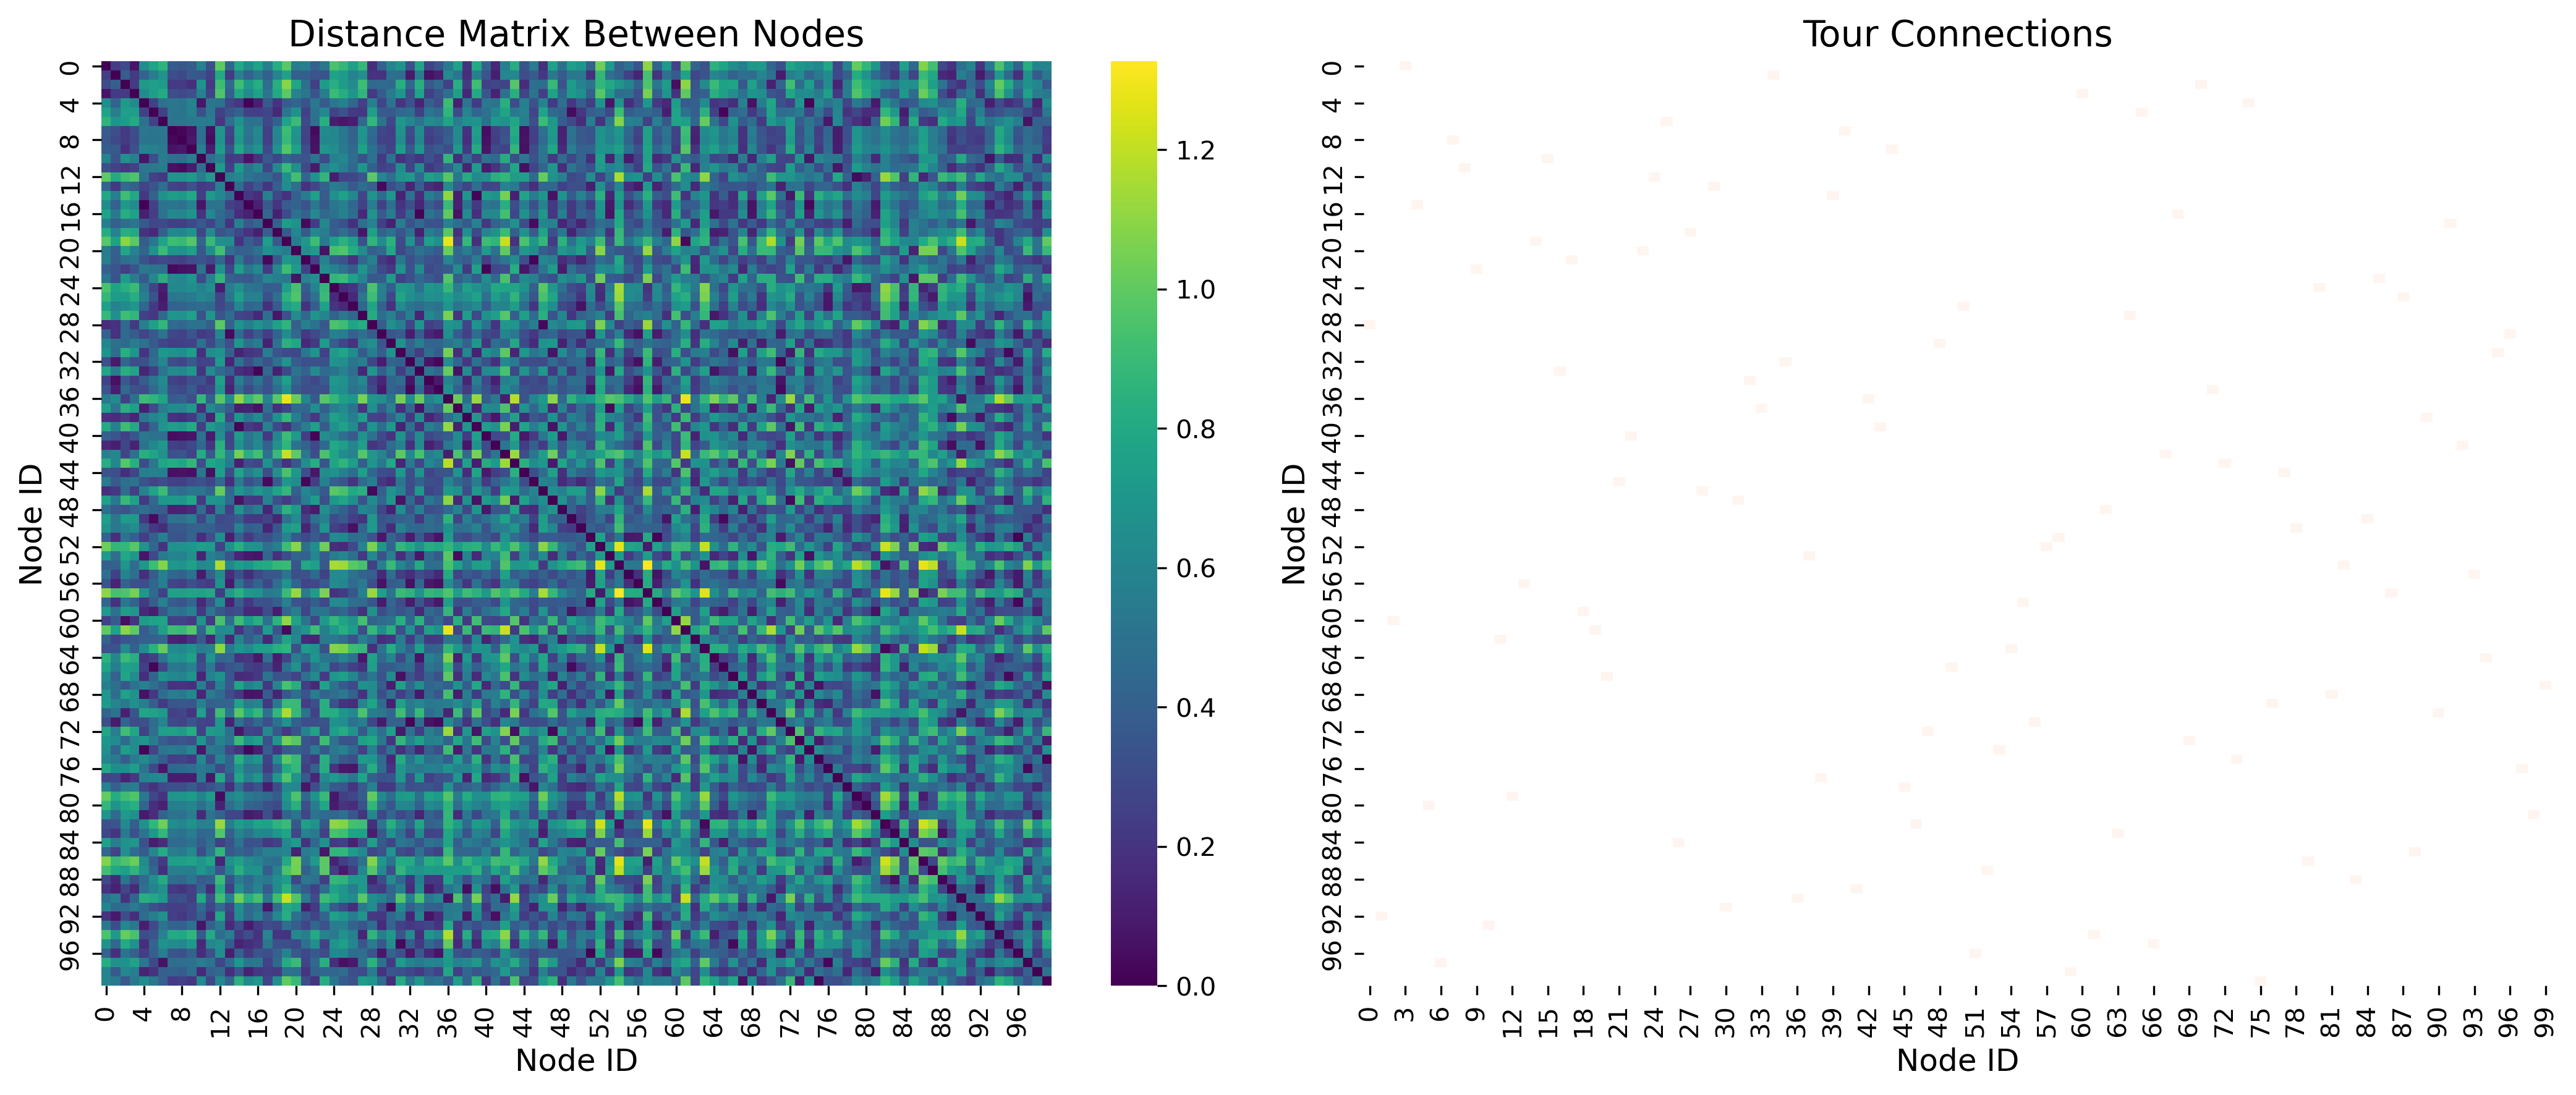 Distance Matrix Between Nodes
Node ID
0 4 8 12 16 20 24 28 32 36 40 44 48 52 56 60 64 68 72 76 80 84 88 92 96
0 4 8 12 16 20 24 28 32 36 40 44 48 52 56 60 64 68 72 76 80 84 88 92 96
Node ID
1.2
1.0
0.8
0.6
0.4
0.2
0.0
Tour Connections
Node ID
0 4 8 12 16 20 24 28 32 36 40 44 48 52 56 60 64 68 72 76 80 84 88 92 96
0 3 6 9 12 15 18 21 24 27 30 33 36 39 42 45 48 51 54 57 60 63 66 69 72 75 78 81 84 87 90 93 96 99
Node ID